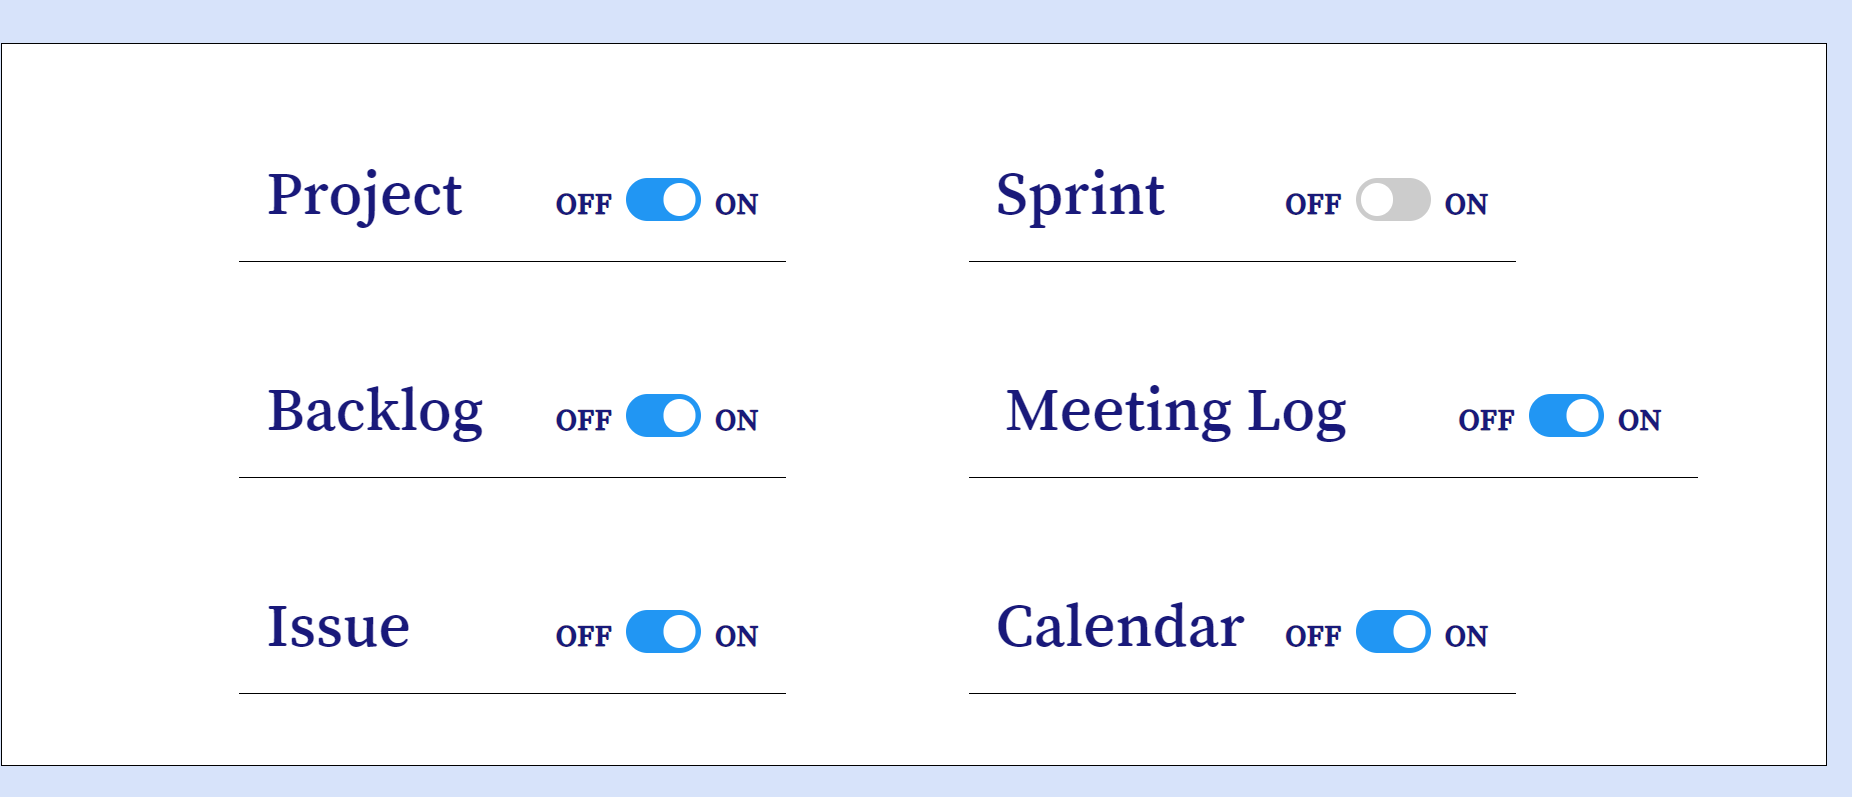 Project OFF ON Sprint OFF ON
Backlog OFF ON Meeting Log OFF ON
Issue OFF ON Calendar OFF ON